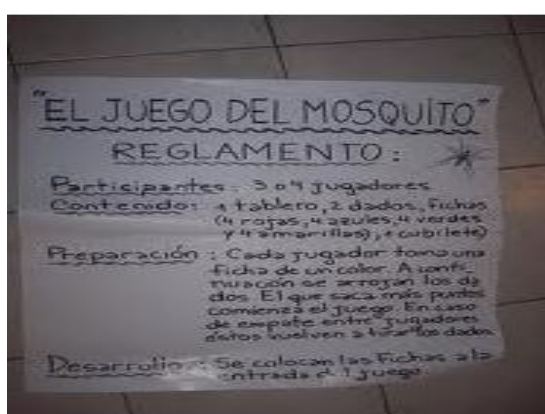 "EL JUEGO DEL MOSQUITO"
REGLAMENTO:
Participantes: 3 o 4 jugadores
Contenido: 1 tablero, 2 dados, fichas
(4 rojas, 4 azules, 4 verdes
y 4 amarillas), 1 cubilete)
Preparación: Cada jugador toma una
ficha de un color. A conti-
nuación se arrojan los da
dos. El que saca más puntos
comienza el juego. En caso
de empate entre jugadores
estos vuelven a tirar los dados
Desarrollo: Se colocan las fichas a la
entrada d l juego.